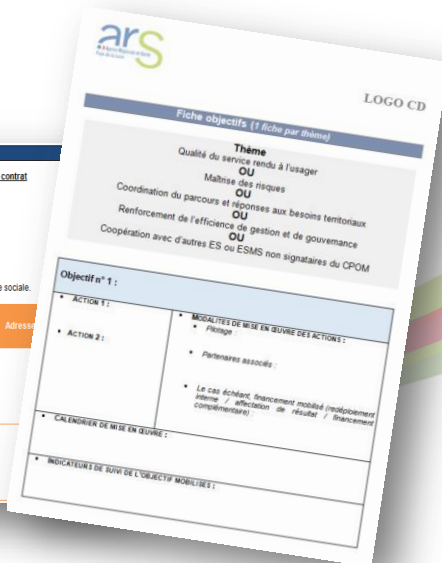 ars
Agence Régionale de Santé
LOGO CD
Fiche objectifs (1 fiche par thème)
Thème
Qualité du service rendu à l'usager
OU
Maîtrise des risques
OU
Coordination du parcours et réponses aux besoins territoriaux
OU
Renforcement de l'efficience de gestion et de gouvernance
OU
Coopération avec d'autres ES ou ESMS non signataires du CPOM
contrat
e sociale.
Adresse
Objectif n° 1 :
• ACTION 1 :
• ACTION 2 :
• MODALITES DE MISE EN ŒUVRE DES ACTIONS :
• Pilotage :
• Partenaires associés :
• Le cas échéant, financement mobilisé (redéploiement
interne / affectation de résultat / financement
complémentaire) :
• CALENDRIER DE MISE EN ŒUVRE :
• INDICATEURS DE SUIVI DE L'OBJECTIF MOBILISES :